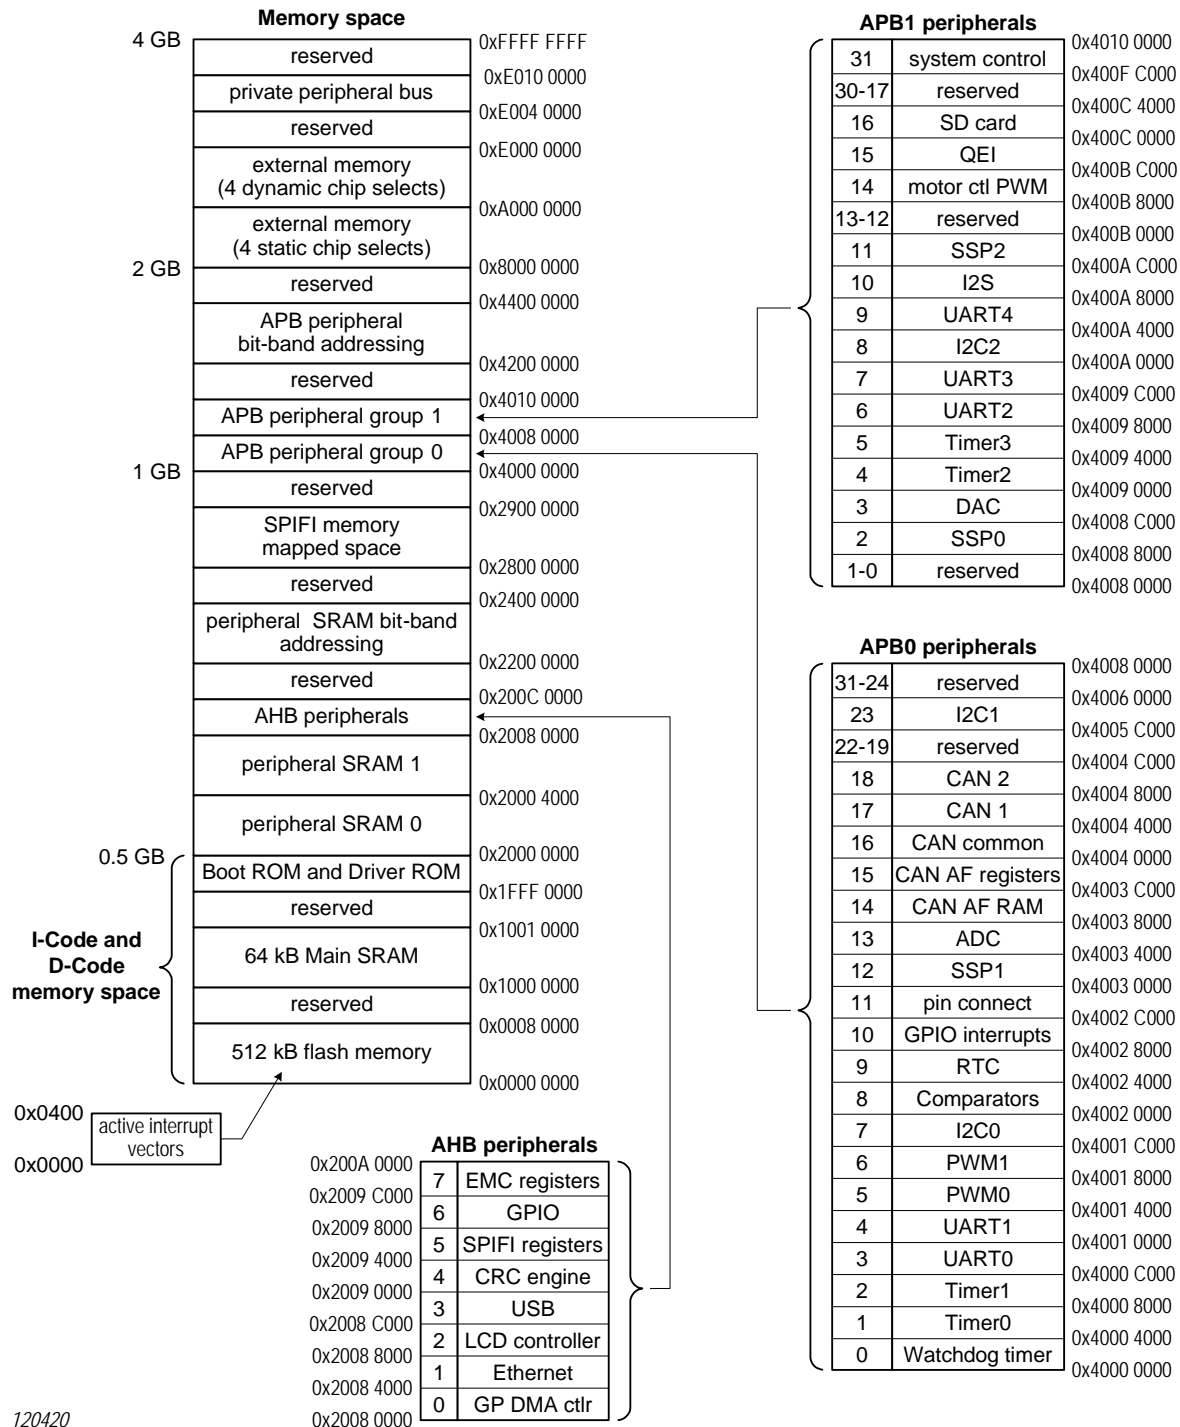 Memory space
4 GB
0xFFFF FFFF
reserved
0xE010 0000
private peripheral bus
0xE004 0000
reserved
0xE000 0000
external memory
(4 dynamic chip selects)
0xA000 0000
external memory
(4 static chip selects)
2 GB
0x8000 0000
reserved
0x4400 0000
APB peripheral
bit-band addressing
0x4200 0000
reserved
0x4010 0000
APB peripheral group 1
0x4008 0000
APB peripheral group 0
1 GB
0x4000 0000
reserved
0x2900 0000
SPIFI memory
mapped space
0x2800 0000
reserved
0x2400 0000
peripheral SRAM bit-band
addressing
0x2200 0000
reserved
0x200C 0000
AHB peripherals
0x2008 0000
peripheral SRAM 1
0x2000 4000
peripheral SRAM 0
0.5 GB
0x2000 0000
Boot ROM and Driver ROM
0x1FFF 0000
reserved
0x1001 0000
I-Code and
D-Code
memory space
64 kB Main SRAM
0x1000 0000
reserved
0x0008 0000
512 kB flash memory
0x0000 0000
0x0400
active interrupt
vectors
0x0000
APB1 peripherals
0x4010 0000
31 system control
0x400F C000
30-17 reserved
0x400C 4000
16 SD card
0x400C 0000
15 QEI
0x400B C000
14 motor ctl PWM
0x400B 8000
13-12 reserved
0x400B 0000
11 SSP2
0x400A C000
10 I2S
0x400A 8000
9 UART4
0x400A 4000
8 I2C2
0x400A 0000
7 UART3
0x4009 C000
6 UART2
0x4009 8000
5 Timer3
0x4009 4000
4 Timer2
0x4009 0000
3 DAC
0x4008 C000
2 SSP0
0x4008 8000
1-0 reserved
0x4008 0000
APB0 peripherals
0x4008 0000
31-24 reserved
0x4006 0000
23 I2C1
0x4005 C000
22-19 reserved
0x4004 C000
18 CAN 2
0x4004 8000
17 CAN 1
0x4004 4000
16 CAN common
0x4004 0000
15 CAN AF registers
0x4003 C000
14 CAN AF RAM
0x4003 8000
13 ADC
0x4003 4000
12 SSP1
0x4003 0000
11 pin connect
0x4002 C000
10 GPIO interrupts
0x4002 8000
9 RTC
0x4002 4000
8 Comparators
0x4002 0000
7 I2C0
0x4001 C000
6 PWM1
0x4001 8000
5 PWM0
0x4001 4000
4 UART1
0x4001 0000
3 UART0
0x4000 C000
2 Timer1
0x4000 8000
1 Timer0
0x4000 4000
0 Watchdog timer
0x4000 0000
AHB peripherals
0x200A 0000
7 EMC registers
0x2009 C000
6 GPIO
0x2009 8000
5 SPIFI registers
0x2009 4000
4 CRC engine
0x2009 0000
3 USB
0x2008 C000
2 LCD controller
0x2008 8000
1 Ethernet
0x2008 4000
0 GP DMA ctlr
0x2008 0000
120420